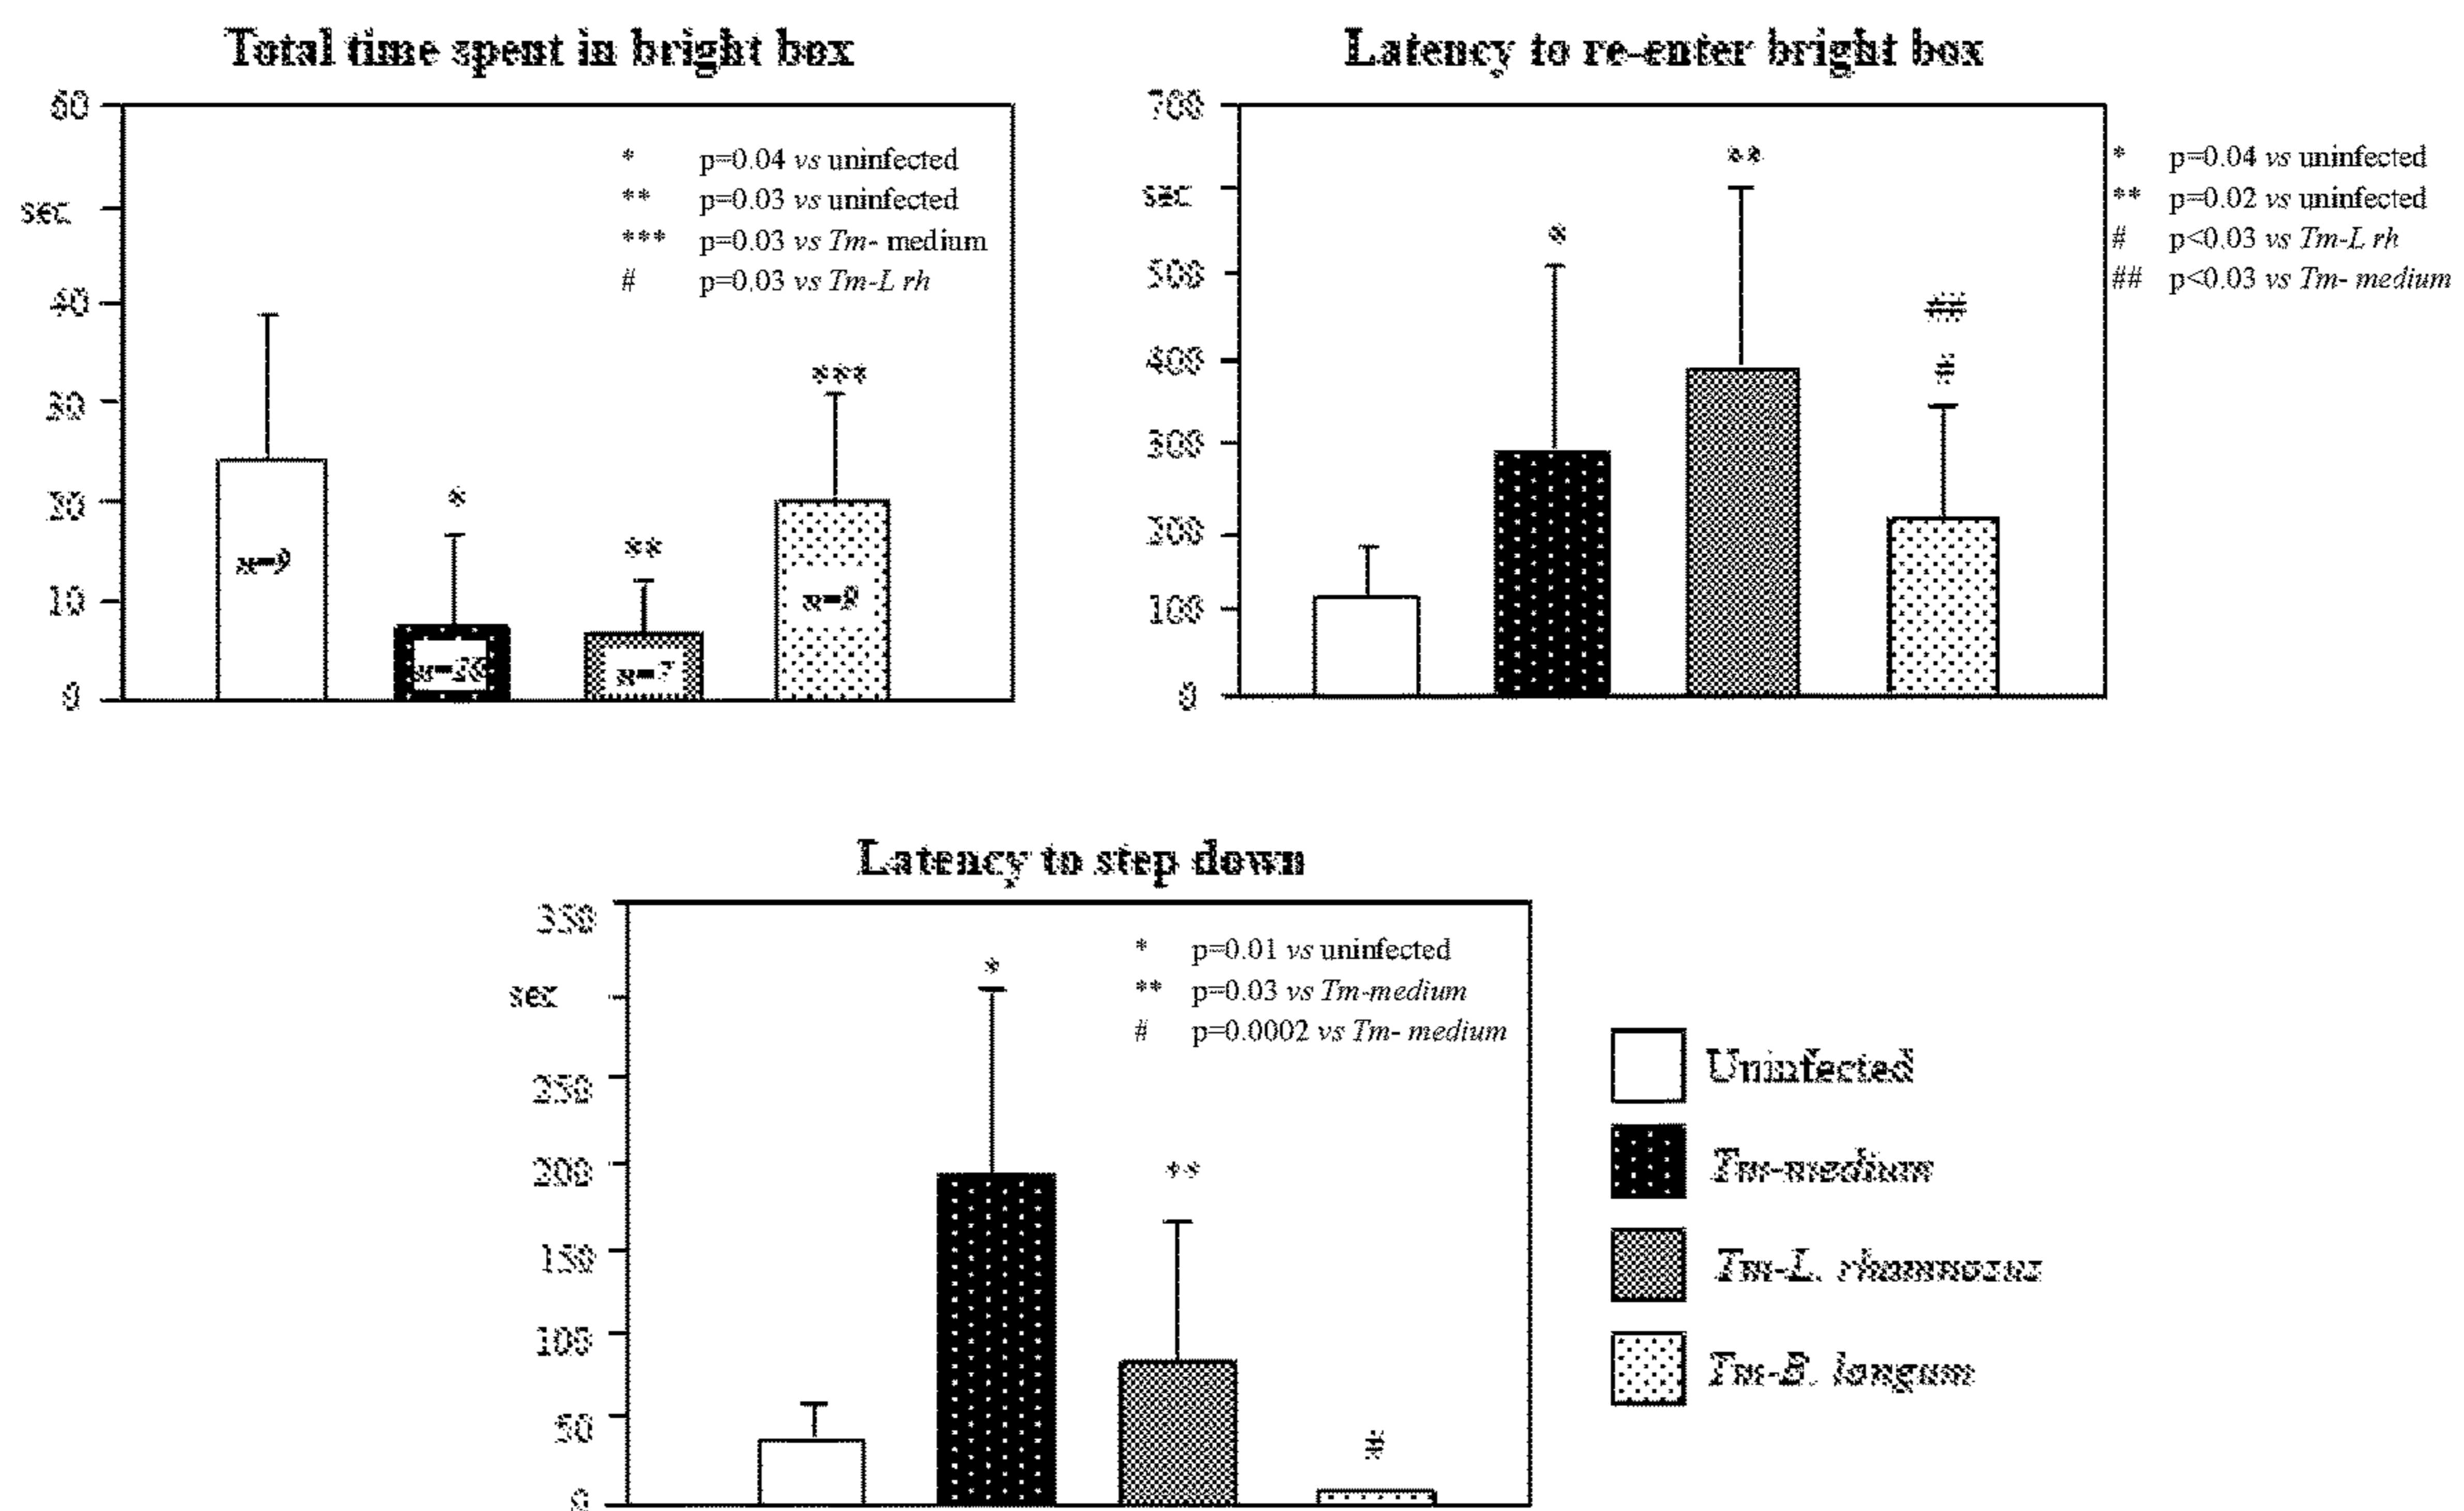 Total time spent in bright box
60
sec
40
30
20
10
0
* p=0.04 vs uninfected
** p=0.03 vs uninfected
*** p=0.03 vs Tm- medium
# p=0.03 vs Tm-L rh
*
**
***
n=9
n=7
Latency to re-enter bright box
700
sec
500
400
300
200
100
0
* p=0.04 vs uninfected
** p=0.02 vs uninfected
# p<0.03 vs Tm-L rh
## p<0.03 vs Tm- medium
*
**
##
#
Latency to step down
350
sec
250
200
150
100
50
0
* p=0.01 vs uninfected
** p=0.03 vs Tm-medium
# p=0.0002 vs Tm- medium
*
**
#
Uninfected
Tm-medium
Tm-L. rhamnosus
Tm-B. longum